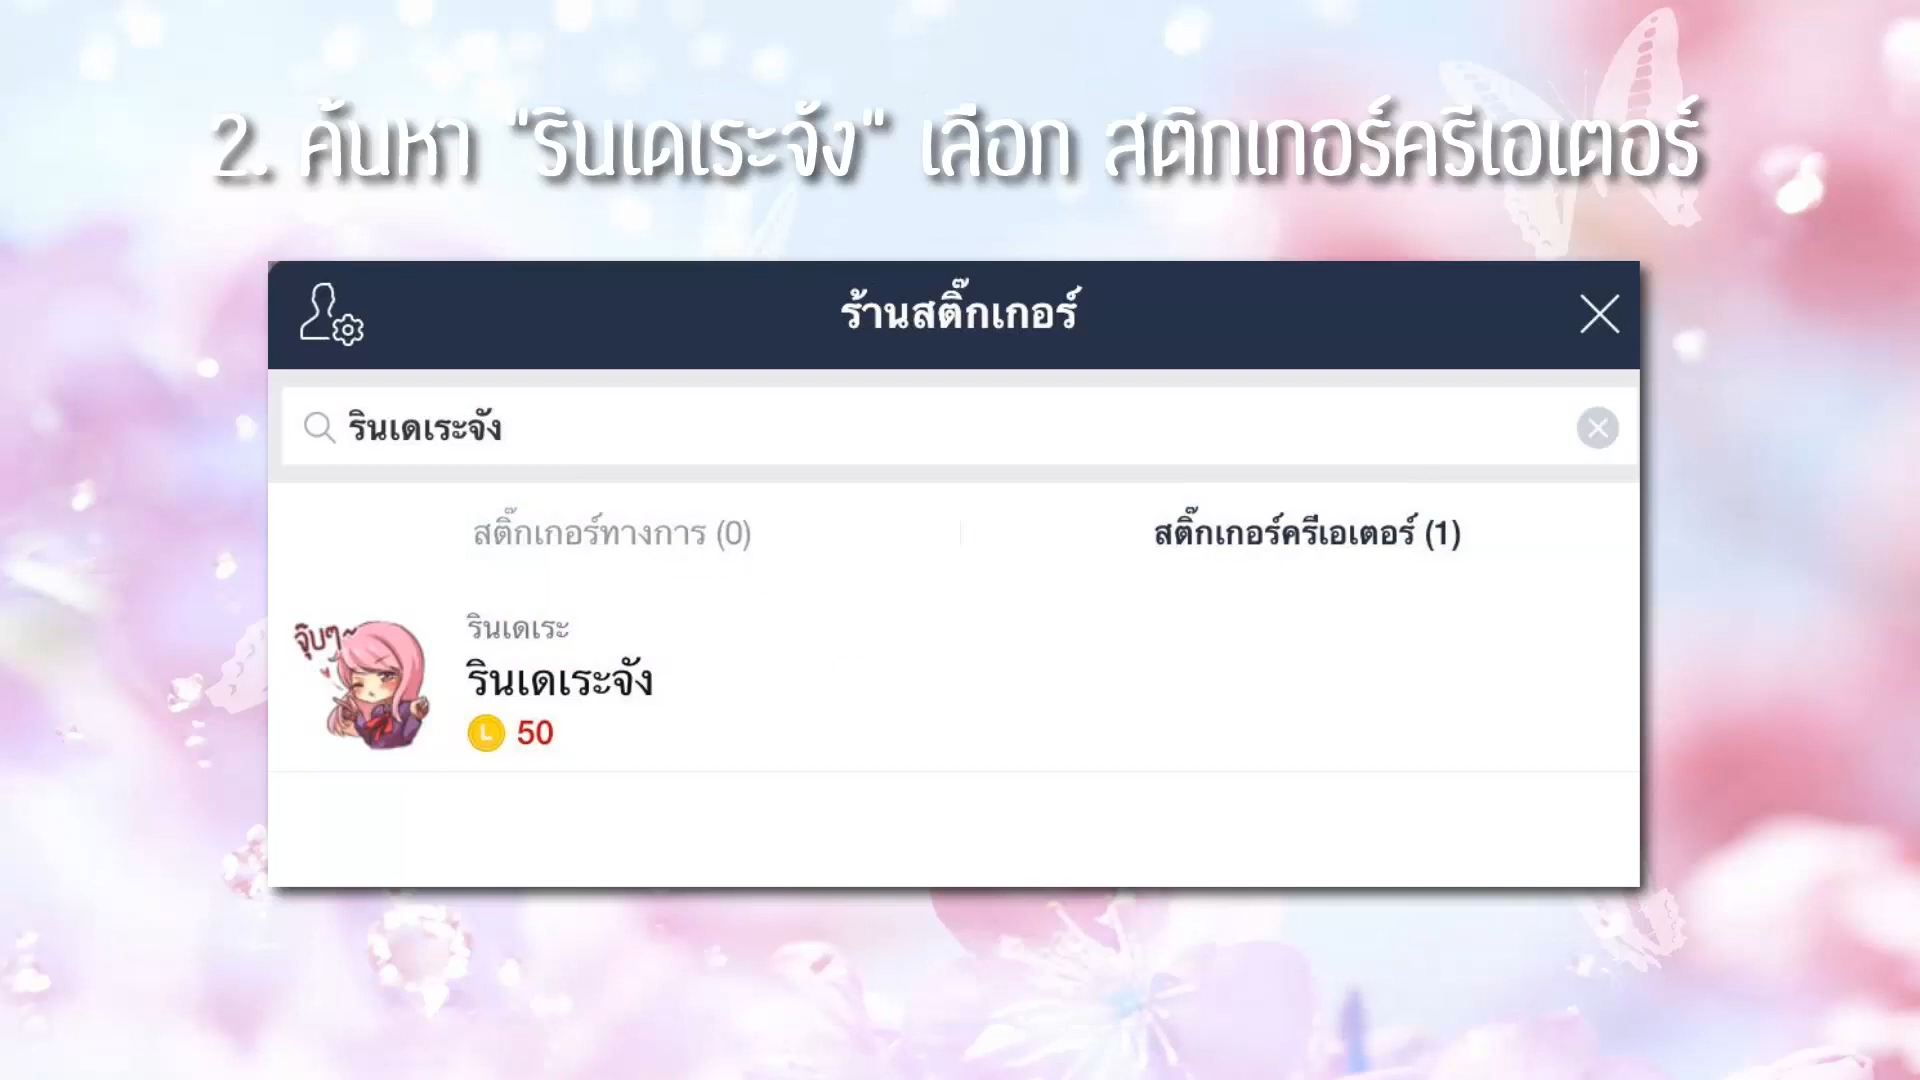 2. ค้นหา "รินเดเระจัง" เลือก สติกเกอร์ครีเอเตอร์
ร้านสติ๊กเกอร์
รินเดเระจัง
สติ๊กเกอร์ทางการ (0)
สติ๊กเกอร์ครีเอเตอร์ (1)
จุ๊บๆ~
รินเดเระ
รินเดเระจัง
L 50